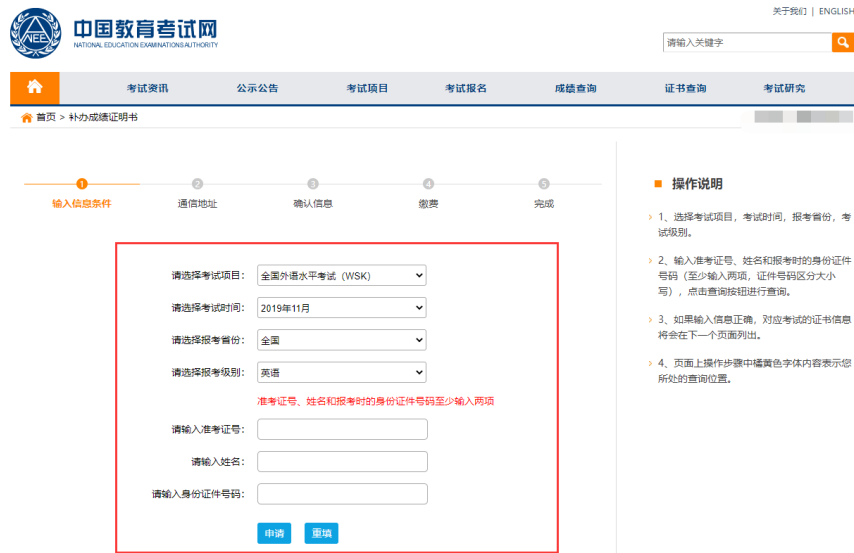 关于我们 | ENGLISH
NEE
中国教育考试网
NATIONAL EDUCATION EXAMINATIONS AUTHORITY
请输入关键字
考试资讯 公示公告 考试项目 考试报名 成绩查询 证书查询 考试研究
首页 > 补办成绩证明书
1 2 3 4 5
输入信息条件 通信地址 确认信息 缴费 完成
请选择考试项目： 全国外语水平考试（WSK）
请选择考试时间： 2019年11月
请选择报考省份： 全国
请选择报考级别： 英语
准考证号、姓名和报考时的身份证件号码至少输入两项
请输入准考证号：
请输入姓名：
请输入身份证件号码：
申请 重填
操作说明
1、选择考试项目，考试时间，报考省份，考
试级别。
2、输入准考证号、姓名和报考时的身份证件
号码（至少输入两项，证件号码区分大小
写），点击查询按钮进行查询。
3、如果输入信息正确，对应考试的证书信息
将会在下一个页面列出。
4、页面上操作步骤中橘黄色字体内容表示您
所处的查询位置。